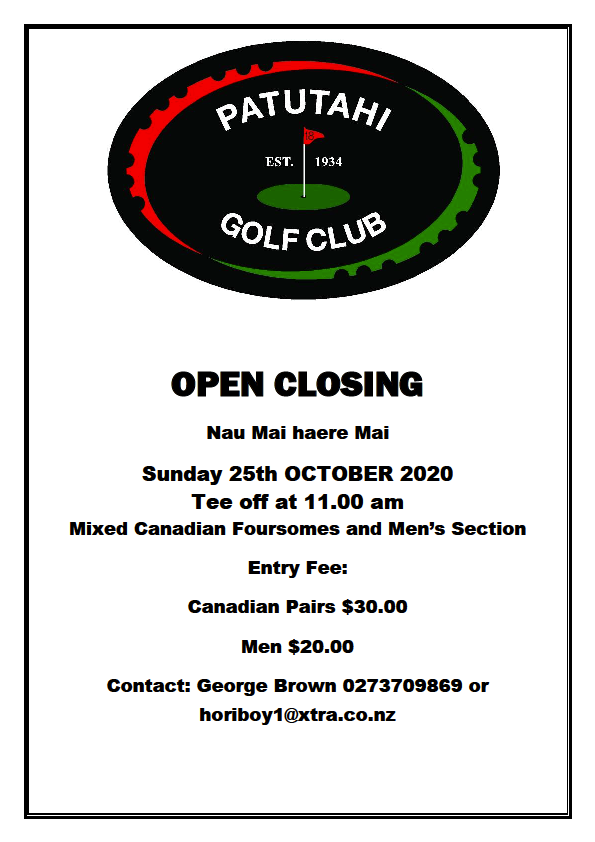 PATUTAHI
EST. 1934
GOLF CLUB
OPEN CLOSING
Nau Mai haere Mai
Sunday 25th OCTOBER 2020
Tee off at 11.00 am
Mixed Canadian Foursomes and Men’s Section
Entry Fee:
Canadian Pairs $30.00
Men $20.00
Contact: George Brown 0273709869 or
horiboy1@xtra.co.nz